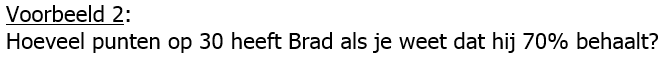 Voorbeeld 2:
Hoeveel punten op 30 heeft Brad als je weet dat hij 70% behaalt?